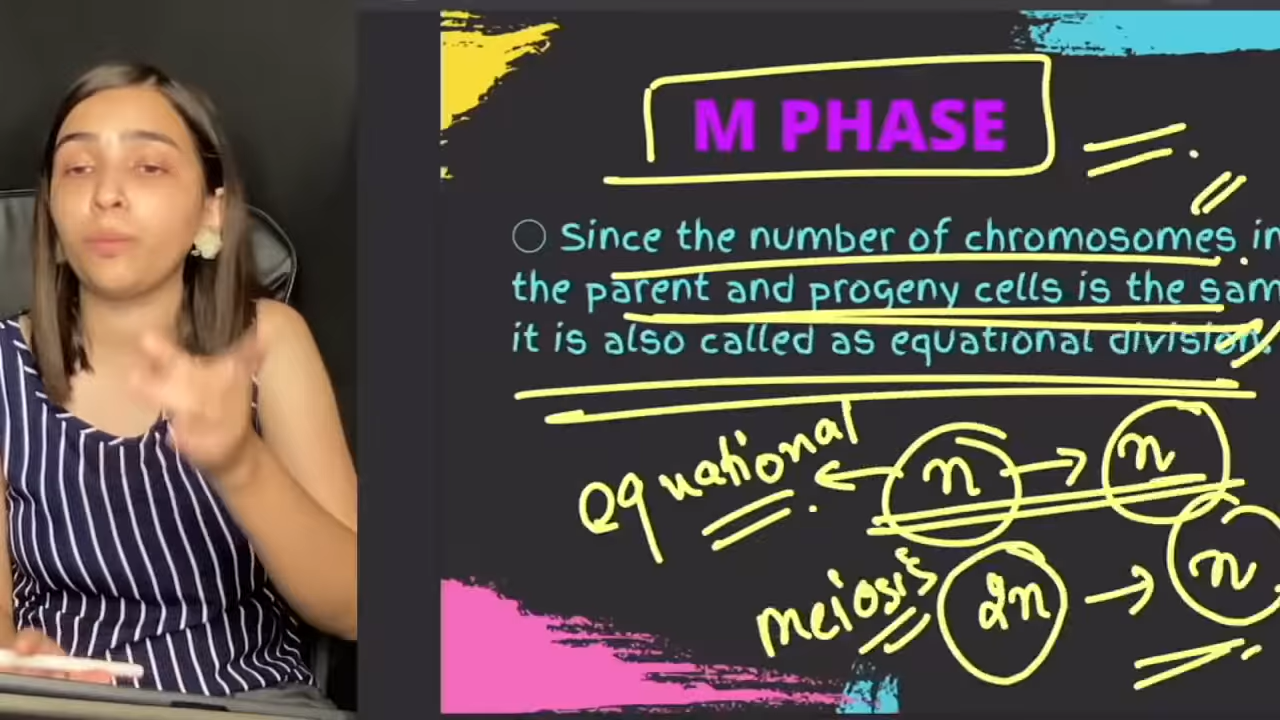 M PHASE
Since the number of chromosomes in
the parent and progeny cells is the sam
it is also called as equational division.
equational n n
n
meiosis 2n